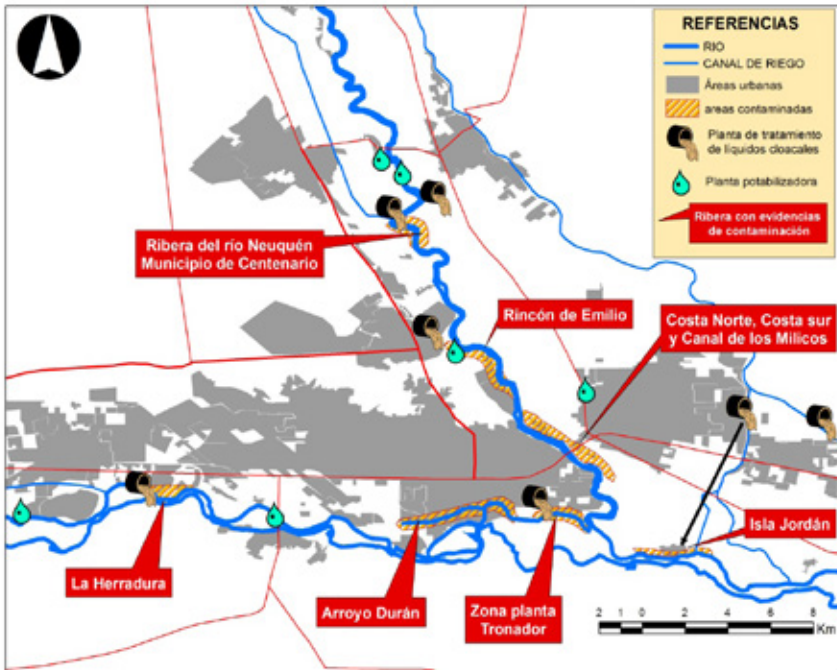 REFERENCIAS
RIO
CANAL DE RIEGO
Áreas urbanas
areas contaminadas
Planta de tratamiento
de líquidos cloacales
Planta potabilizadora
Ribera con evidencias
de contaminación
Ribera del río Neuquén
Municipio de Centenario
Rincón de Emilio
Costa Norte, Costa sur
y Canal de los Milicos
Isla Jordán
La Herradura
Arroyo Durán
Zona planta
Tronador
2 1 0 2 4 6 8
Km